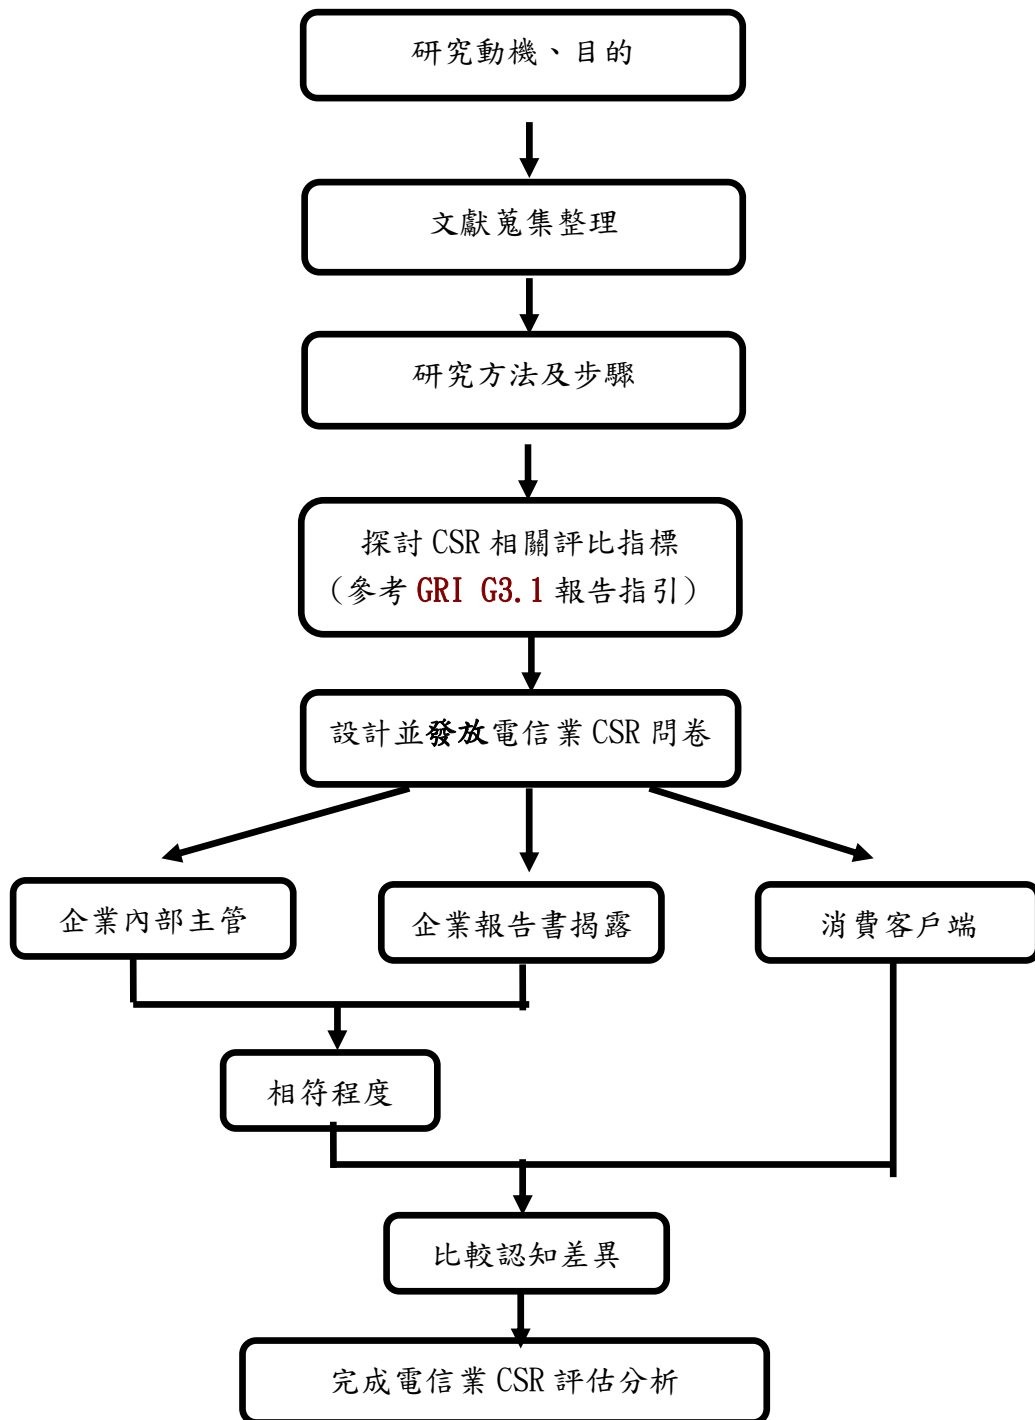 研究動機、目的
文獻蒐集整理
研究方法及步驟
探討 CSR 相關評比指標
（參考 GRI G3.1 報告指引）
設計並發放電信業 CSR 問卷
企業內部主管
企業報告書揭露
消費客戶端
相符程度
比較認知差異
完成電信業 CSR 評估分析